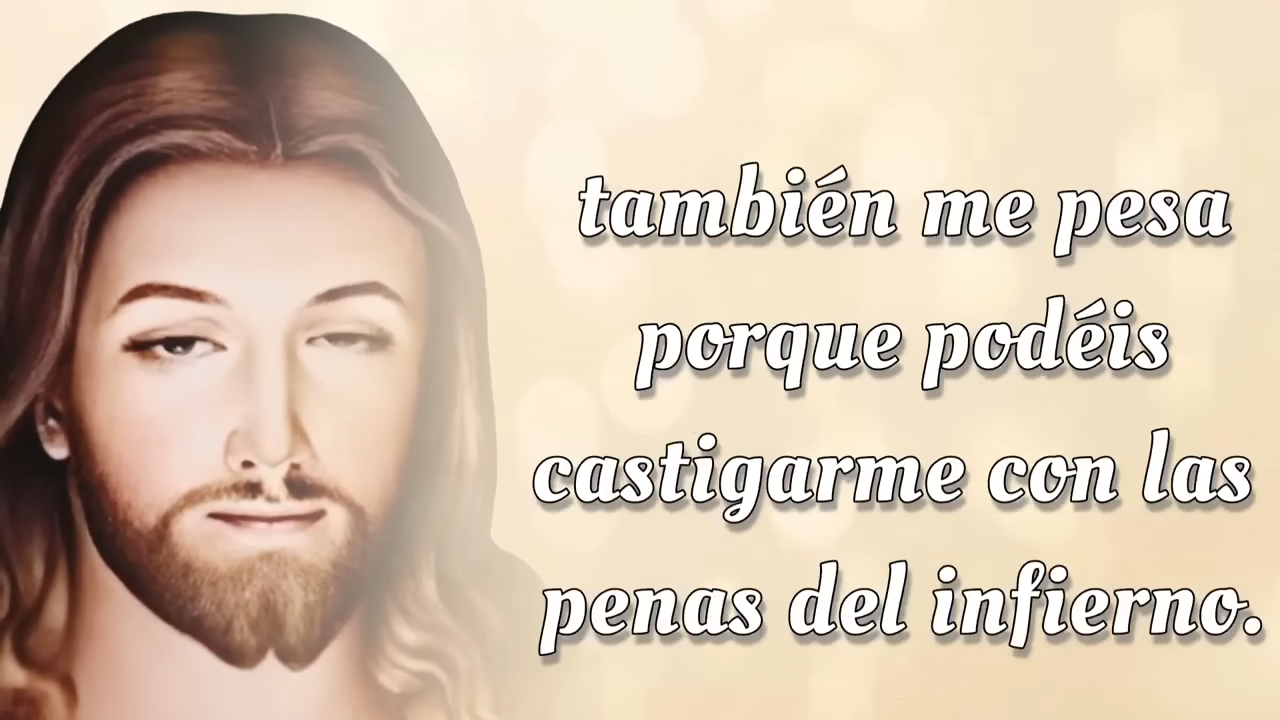 también me pesa
porque podéis
castigarme con las
penas del infierno.